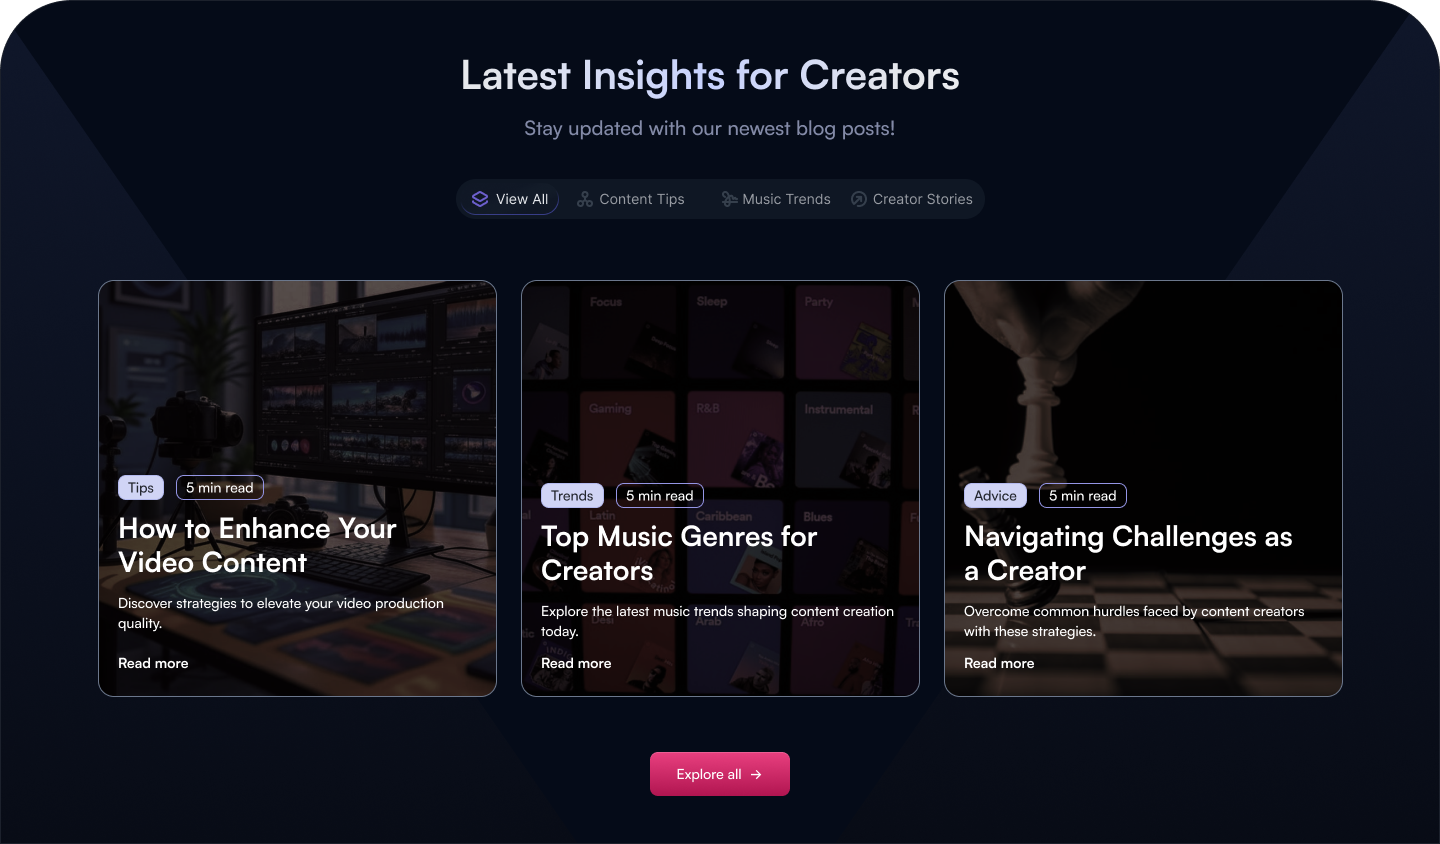 Latest Insights for Creators
Stay updated with our newest blog posts!
View All
Content Tips
Music Trends
Creator Stories
Tips
5 min read
How to Enhance Your
Video Content
Discover strategies to elevate your video production
quality.
Read more
Focus
Sleep
Party
Gaming
R&B
Instrumental
Latin
Caribbean
Blues
Desi
Arab
Afro
Trends
5 min read
Top Music Genres for
Creators
Explore the latest music trends shaping content creation
today.
Read more
Advice
5 min read
Navigating Challenges as
a Creator
Overcome common hurdles faced by content creators
with these strategies.
Read more
Explore all →